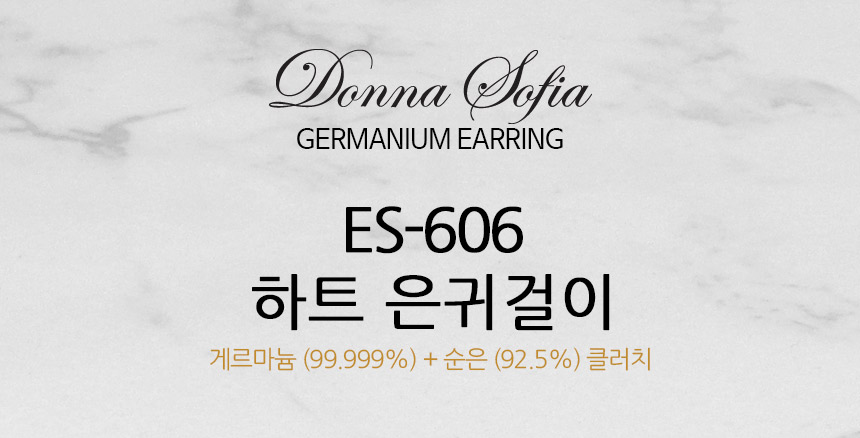 Donna Sofia
GERMANIUM EARRING
ES-606
하트 은귀걸이
게르마늄 (99.999%) + 순은 (92.5%) 클러치